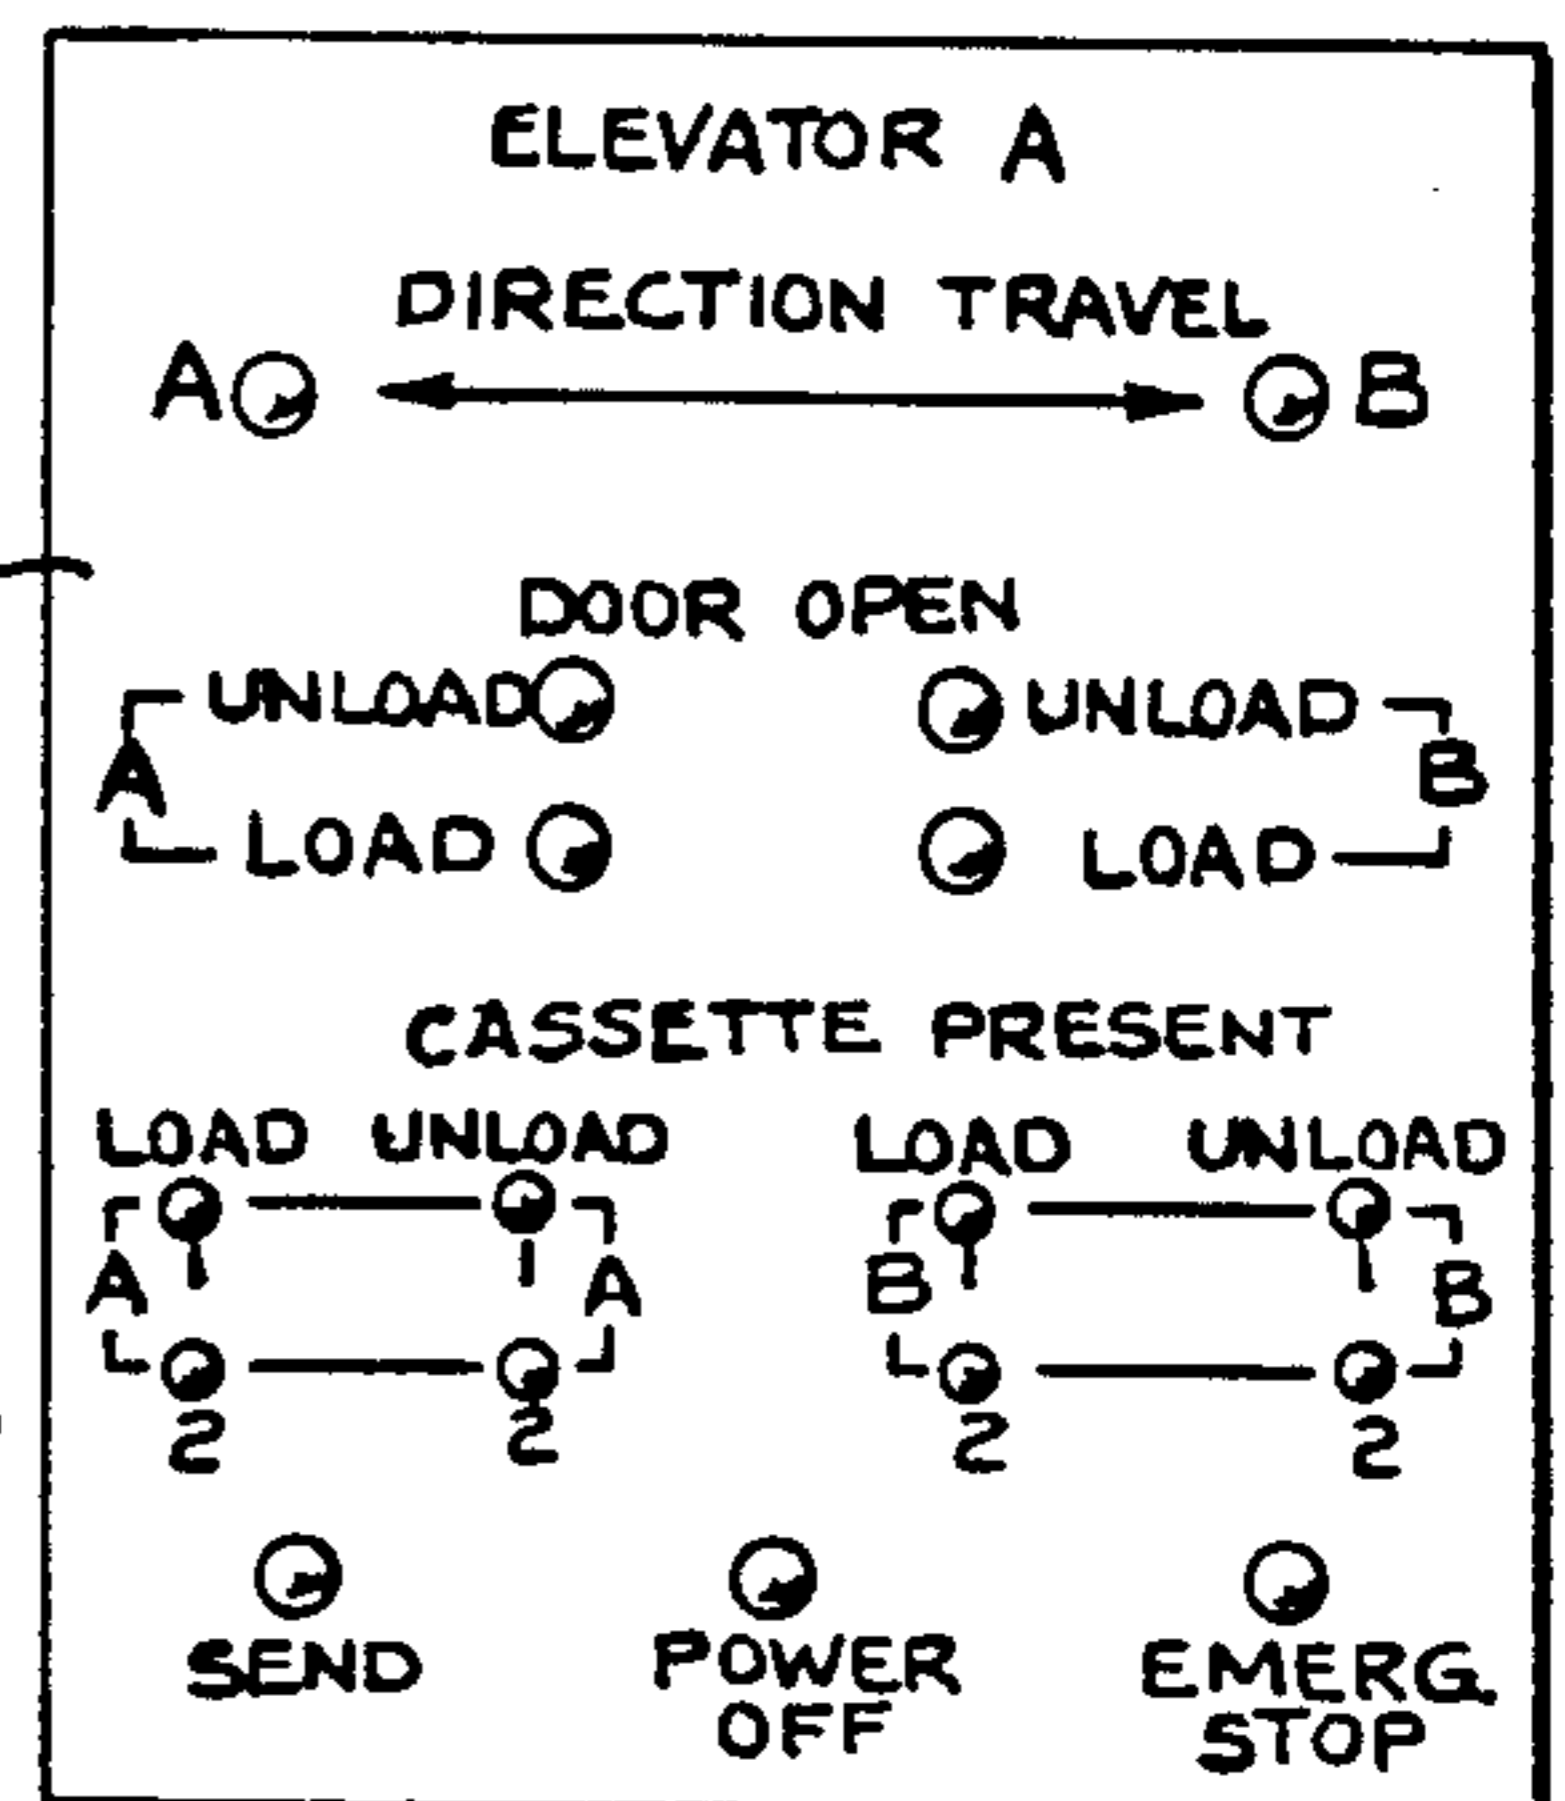 ELEVATOR A
DIRECTION TRAVEL
A B
DOOR OPEN
UNLOAD UNLOAD
A B
LOAD LOAD
CASSETTE PRESENT
LOAD UNLOAD LOAD UNLOAD
A 1 1 A B 1 1 B
2 2 2 2
SEND POWER OFF EMERG. STOP